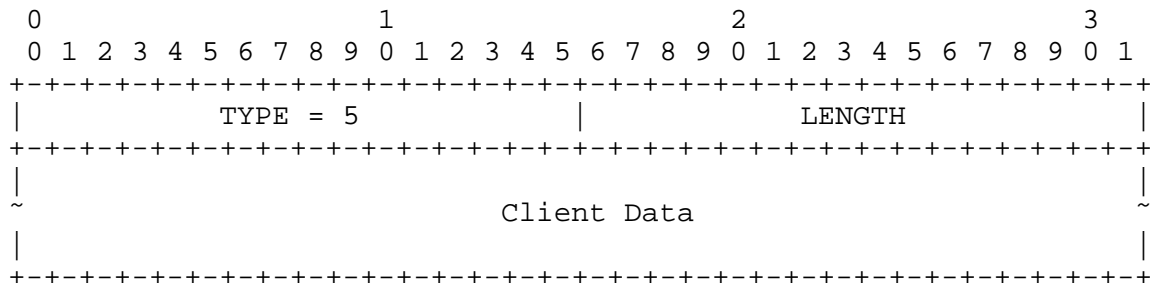 0                   1                   2                   3
 0 1 2 3 4 5 6 7 8 9 0 1 2 3 4 5 6 7 8 9 0 1 2 3 4 5 6 7 8 9 0 1
+-+-+-+-+-+-+-+-+-+-+-+-+-+-+-+-+-+-+-+-+-+-+-+-+-+-+-+-+-+-+-+-+
|           TYPE = 5            |            LENGTH             |
+-+-+-+-+-+-+-+-+-+-+-+-+-+-+-+-+-+-+-+-+-+-+-+-+-+-+-+-+-+-+-+-+
|                                                               |
~                           Client Data                         ~
|                                                               |
+-+-+-+-+-+-+-+-+-+-+-+-+-+-+-+-+-+-+-+-+-+-+-+-+-+-+-+-+-+-+-+-+